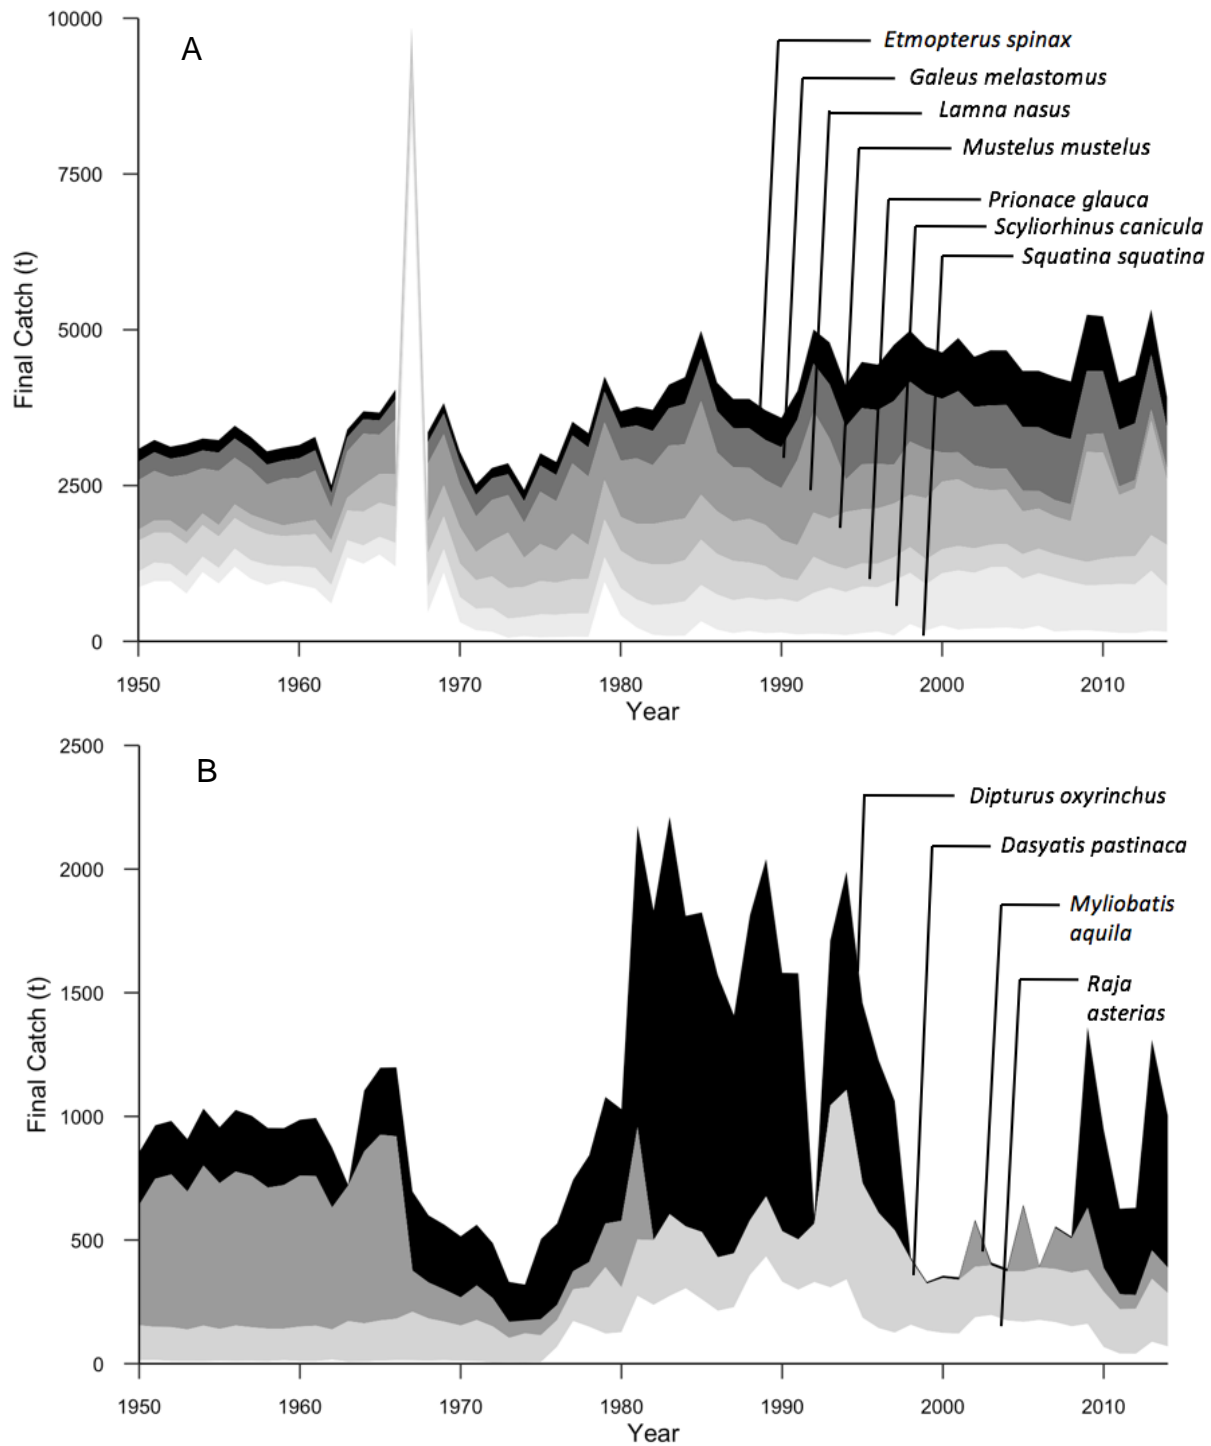 A
10000
7500
5000
2500
0
Final Catch (t)
Etmopterus spinax
Galeus melastomus
Lamna nasus
Mustelus mustelus
Prionace glauca
Scyliorhinus canicula
Squatina squatina
1950 1960 1970 1980 1990 2000 2010
Year
B
2500
2000
1500
1000
500
0
Final Catch (t)
Dipturus oxyrinchus
Dasyatis pastinaca
Myliobatis
aquila
Raja
asterias
1950 1960 1970 1980 1990 2000 2010
Year